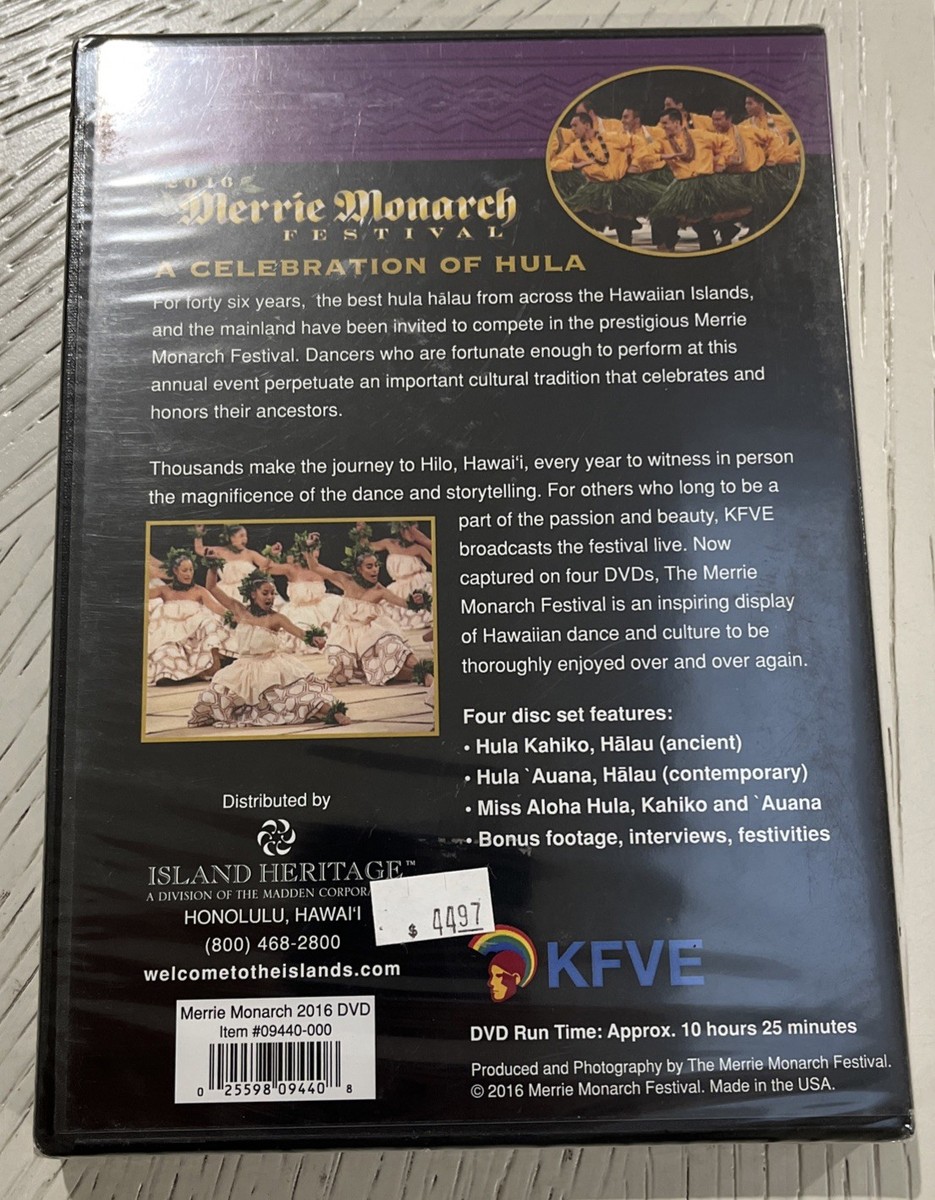 2016
Merrie Monarch
FESTIVAL
A CELEBRATION OF HULA
For forty six years, the best hula hālau from across the Hawaiian Islands,
and the mainland have been invited to compete in the prestigious Merrie
Monarch Festival. Dancers who are fortunate enough to perform at this
annual event perpetuate an important cultural tradition that celebrates and
honors their ancestors.
Thousands make the journey to Hilo, Hawai‘i, every year to witness in person
the magnificence of the dance and storytelling. For others who long to be a
part of the passion and beauty, KFVE
broadcasts the festival live. Now
captured on four DVDs, The Merrie
Monarch Festival is an inspiring display
of Hawaiian dance and culture to be
thoroughly enjoyed over and over again.
Four disc set features:
• Hula Kahiko, Hālau (ancient)
• Hula `Auana, Hālau (contemporary)
• Miss Aloha Hula, Kahiko and `Auana
• Bonus footage, interviews, festivities
Distributed by
ISLAND HERITAGE™
A DIVISION OF THE MADDEN
HONOLULU, HAWAI‘I
(800) 468-2800
welcometotheislands.com
$ 4497
KFVE
Merrie Monarch 2016 DVD
Item #09440-000
0 25598 09440 8
DVD Run Time: Approx. 10 hours 25 minutes
Produced and Photography by The Merrie Monarch Festival.
© 2016 Merrie Monarch Festival. Made in the USA.